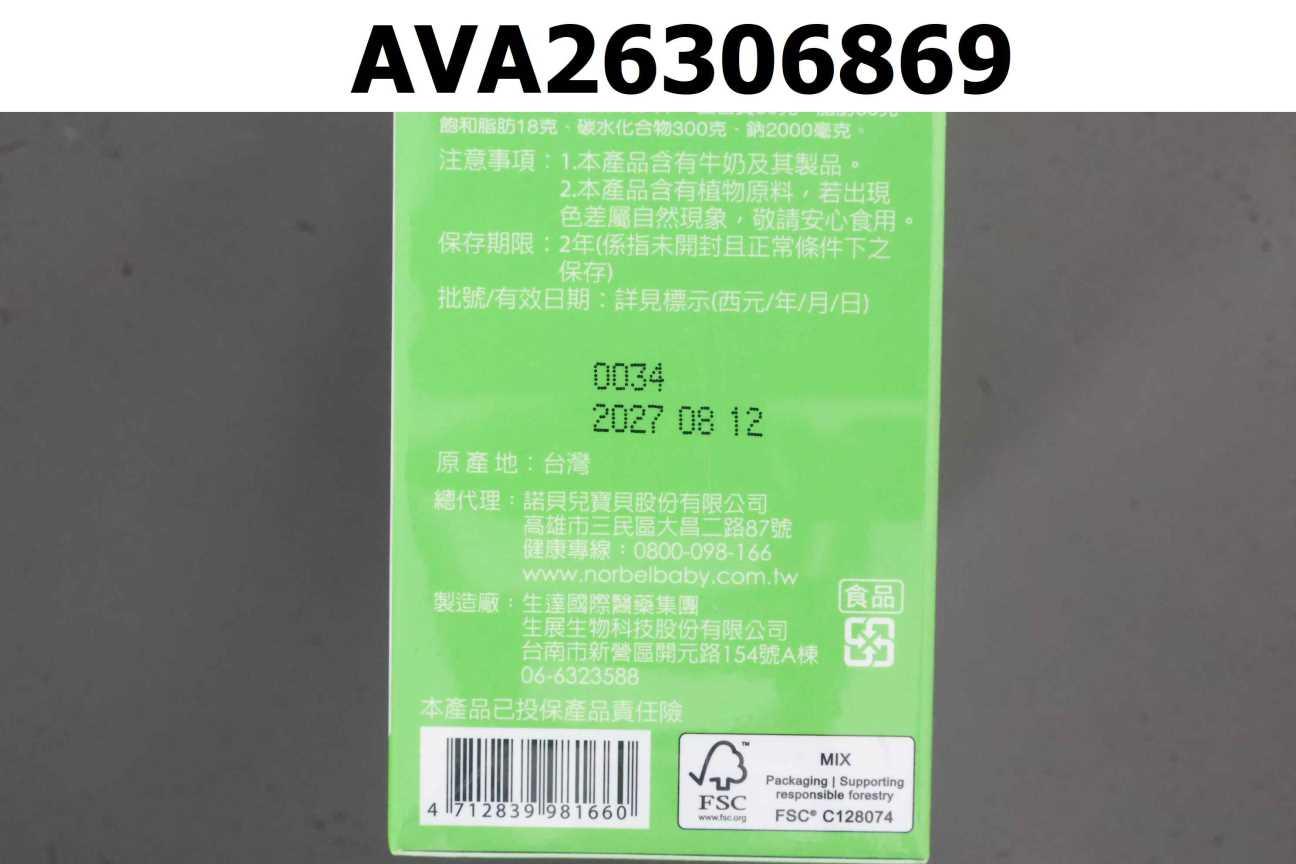 AVA26306869
飽和脂肪18克、碳水化合物300克、鈉2000毫克。
注意事項：1.本產品含有牛奶及其製品。
2.本產品含有植物原料，若出現
色差屬自然現象，敬請安心食用。
保存期限：2年(係指未開封且正常條件下之
保存)
批號/有效日期：詳見標示(西元/年/月/日)
0034
2027 08 12
原產地：台灣
總代理：諾貝兒寶貝股份有限公司
高雄市三民區大昌二路87號
健康專線：0800-098-166
www.norbelbaby.com.tw
製造廠：生達國際醫藥集團
生展生物科技股份有限公司
台南市新營區開元路154號A棟
06-6323588
食品
本產品已投保產品責任險
4 712839 981660
FSC
www.fsc.org
MIX
Packaging | Supporting
responsible forestry
FSC® C128074